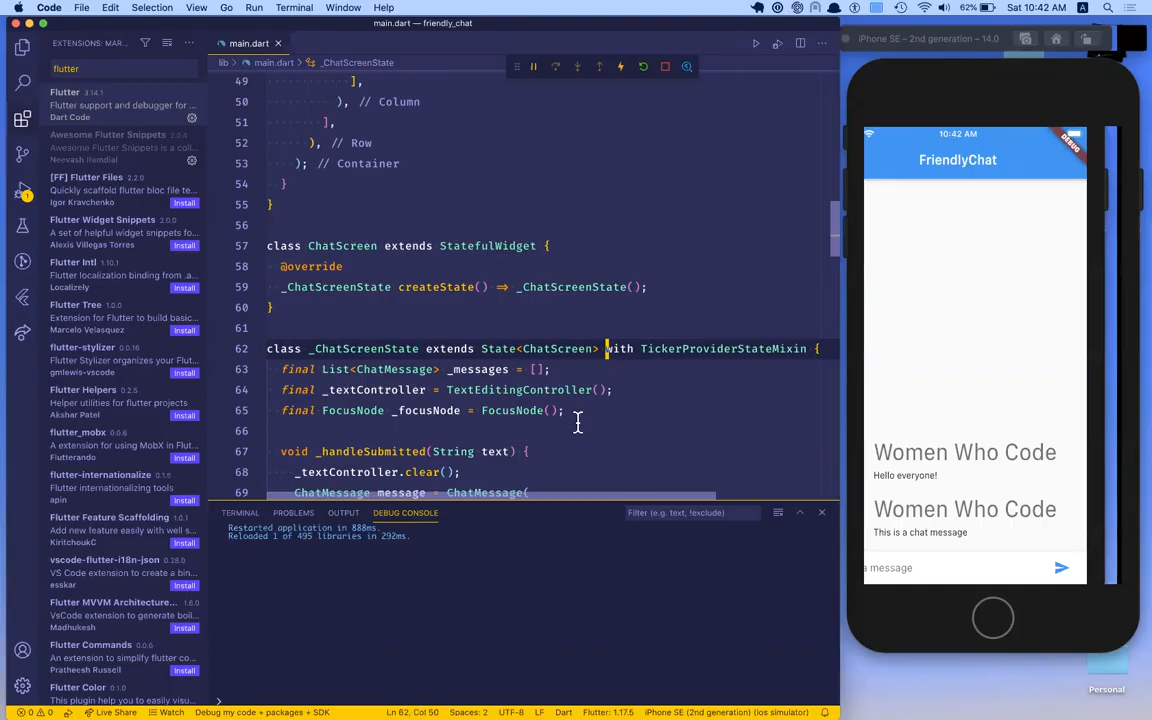 Code File Edit Selection View Go Run Terminal Window Help
62% Sat 10:42 AM A
main.dart — friendly_chat
EXTENSIONS: MAR...
flutter
Flutter 3.14.1
Flutter support and debugger for ...
Dart Code
Awesome Flutter Snippets 2.0.4
Awesome Flutter Snippets is a coll...
Neevash Ramdial
[FF] Flutter Files 2.2.0
Quickly scaffold flutter bloc file te...
Igor Kravchenko Install
Flutter Widget Snippets 2.0.0
A set of helpful widget snippets fo...
Alexis Villegas Torres Install
Flutter Intl 1.10.1
Flutter localization binding from .a...
Localizely Install
Flutter Tree 1.0.0
Extension for Flutter to build basic...
Marcelo Velasquez Install
flutter-stylizer 0.0.16
Flutter Stylizer organizes your Flut...
gmlewis-vscode Install
Flutter Helpers 0.2.5
Helper utilities for flutter projects
Akshar Patel Install
flutter_mobx 0.0.6
A extension for using MobX in Flut...
Flutterando Install
flutter-internationalize 0.1.5
Flutter internationalizing tools
apin Install
Flutter Feature Scaffolding 1.0.1
Add new feature easily with well s...
KiritchoukC Install
vscode-flutter-i18n-json 0.28.0
VS Code extension to create a bin...
esskar Install
Flutter MVVM Architecture... 1.6.0
VsCode extension to generate boil...
Madhukesh Install
Flutter Commands 0.0.6
An extension to simplify flutter co...
Pratheesh Russell Install
Flutter Color 0.1.0
This plugin help you to easily visu...
main.dart
lib > main.dart > _ChatScreenState
49 ],
50 ), // Column
51 ],
52 ), // Row
53 ); // Container
54 }
55 }
56
57 class ChatScreen extends StatefulWidget {
58 @override
59 _ChatScreenState createState() => _ChatScreenState();
60 }
61
62 class _ChatScreenState extends State<ChatScreen> with TickerProviderStateMixin {
63 final List<ChatMessage> _messages = [];
64 final _textController = TextEditingController();
65 final FocusNode _focusNode = FocusNode();
66
67 void _handleSubmitted(String text) {
68 _textController.clear();
69 ChatMessage message = ChatMessage(
TERMINAL PROBLEMS OUTPUT DEBUG CONSOLE Filter (e.g. text, !exclude)
Restarted application in 888ms.
Reloaded 1 of 495 libraries in 292ms.
0 0 Live Share Watch Debug my code + packages + SDK Ln 62, Col 50 Spaces: 2 UTF-8 LF Dart Flutter: 1.17.5 iPhone SE (2nd generation) (ios simulator)
iPhone SE – 2nd generation – 14.0
10:42 AM
DEBUG
FriendlyChat
Women Who Code
Hello everyone!
Women Who Code
This is a chat message
a message
Personal